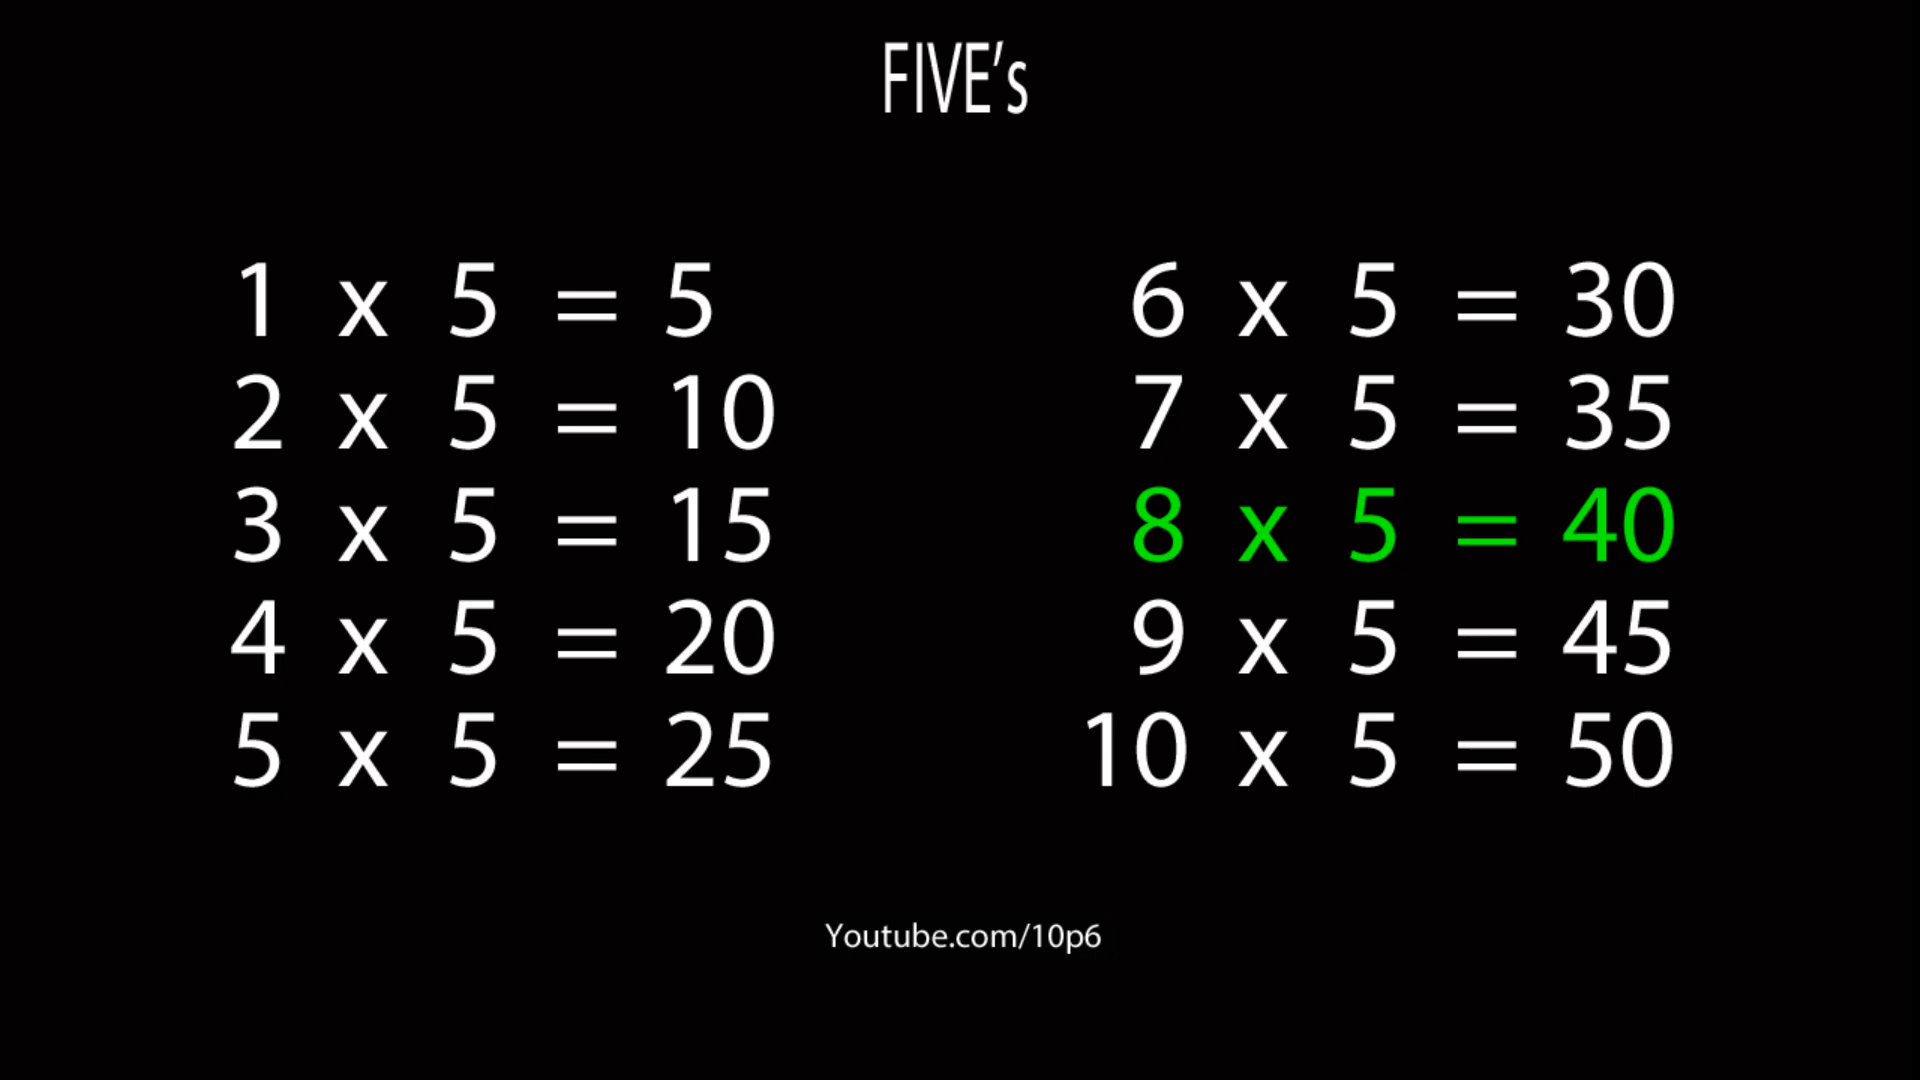 FIVE’s
1 x 5 = 5
2 x 5 = 10
3 x 5 = 15
4 x 5 = 20
5 x 5 = 25
6 x 5 = 30
7 x 5 = 35
8 x 5 = 40
9 x 5 = 45
10 x 5 = 50
Youtube.com/10p6